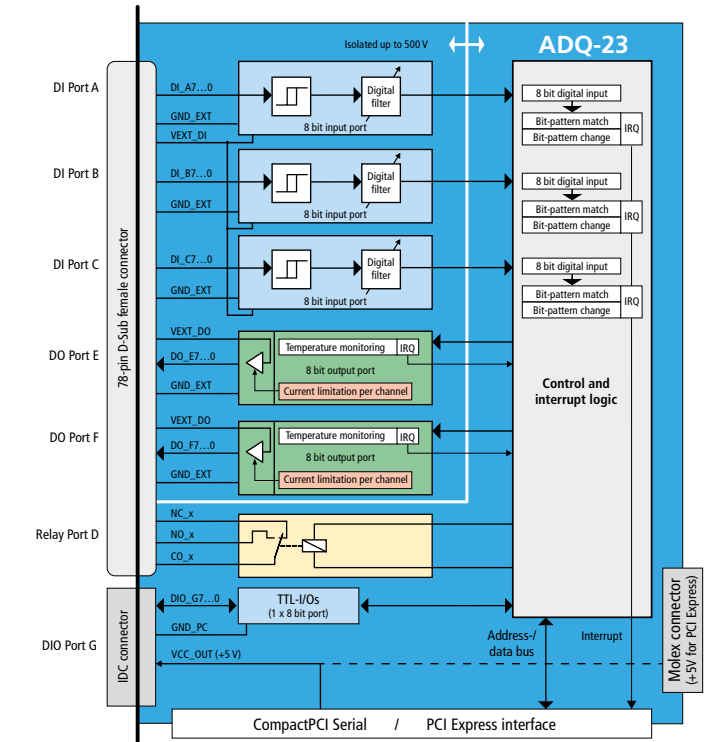 Isolated up to 500 V
ADQ-23
DI Port A
DI_A7...0
GND_EXT
VEXT_DI
Digital
filter
8 bit input port
8 bit digital input
Bit-pattern match
Bit-pattern change
IRQ
DI Port B
DI_B7...0
GND_EXT
Digital
filter
8 bit input port
8 bit digital input
Bit-pattern match
Bit-pattern change
IRQ
DI Port C
DI_C7...0
GND_EXT
Digital
filter
8 bit input port
8 bit digital input
Bit-pattern match
Bit-pattern change
IRQ
78-pin D-Sub female connector
DO Port E
VEXT_DO
DO_E7...0
GND_EXT
Temperature monitoring
IRQ
8 bit output port
Current limitation per channel
Control and
interrupt logic
DO Port F
VEXT_DO
DO_F7...0
GND_EXT
Temperature monitoring
IRQ
8 bit output port
Current limitation per channel
Relay Port D
NC_x
NO_x
CO_x
DIO Port G
IDC connector
DIO_G7...0
GND_PC
VCC_OUT (+5 V)
TTL-I/Os
(1 x 8 bit port)
Address-/
data bus
Interrupt
Molex connector
(+5V for PCI Express)
CompactPCI Serial / PCI Express interface